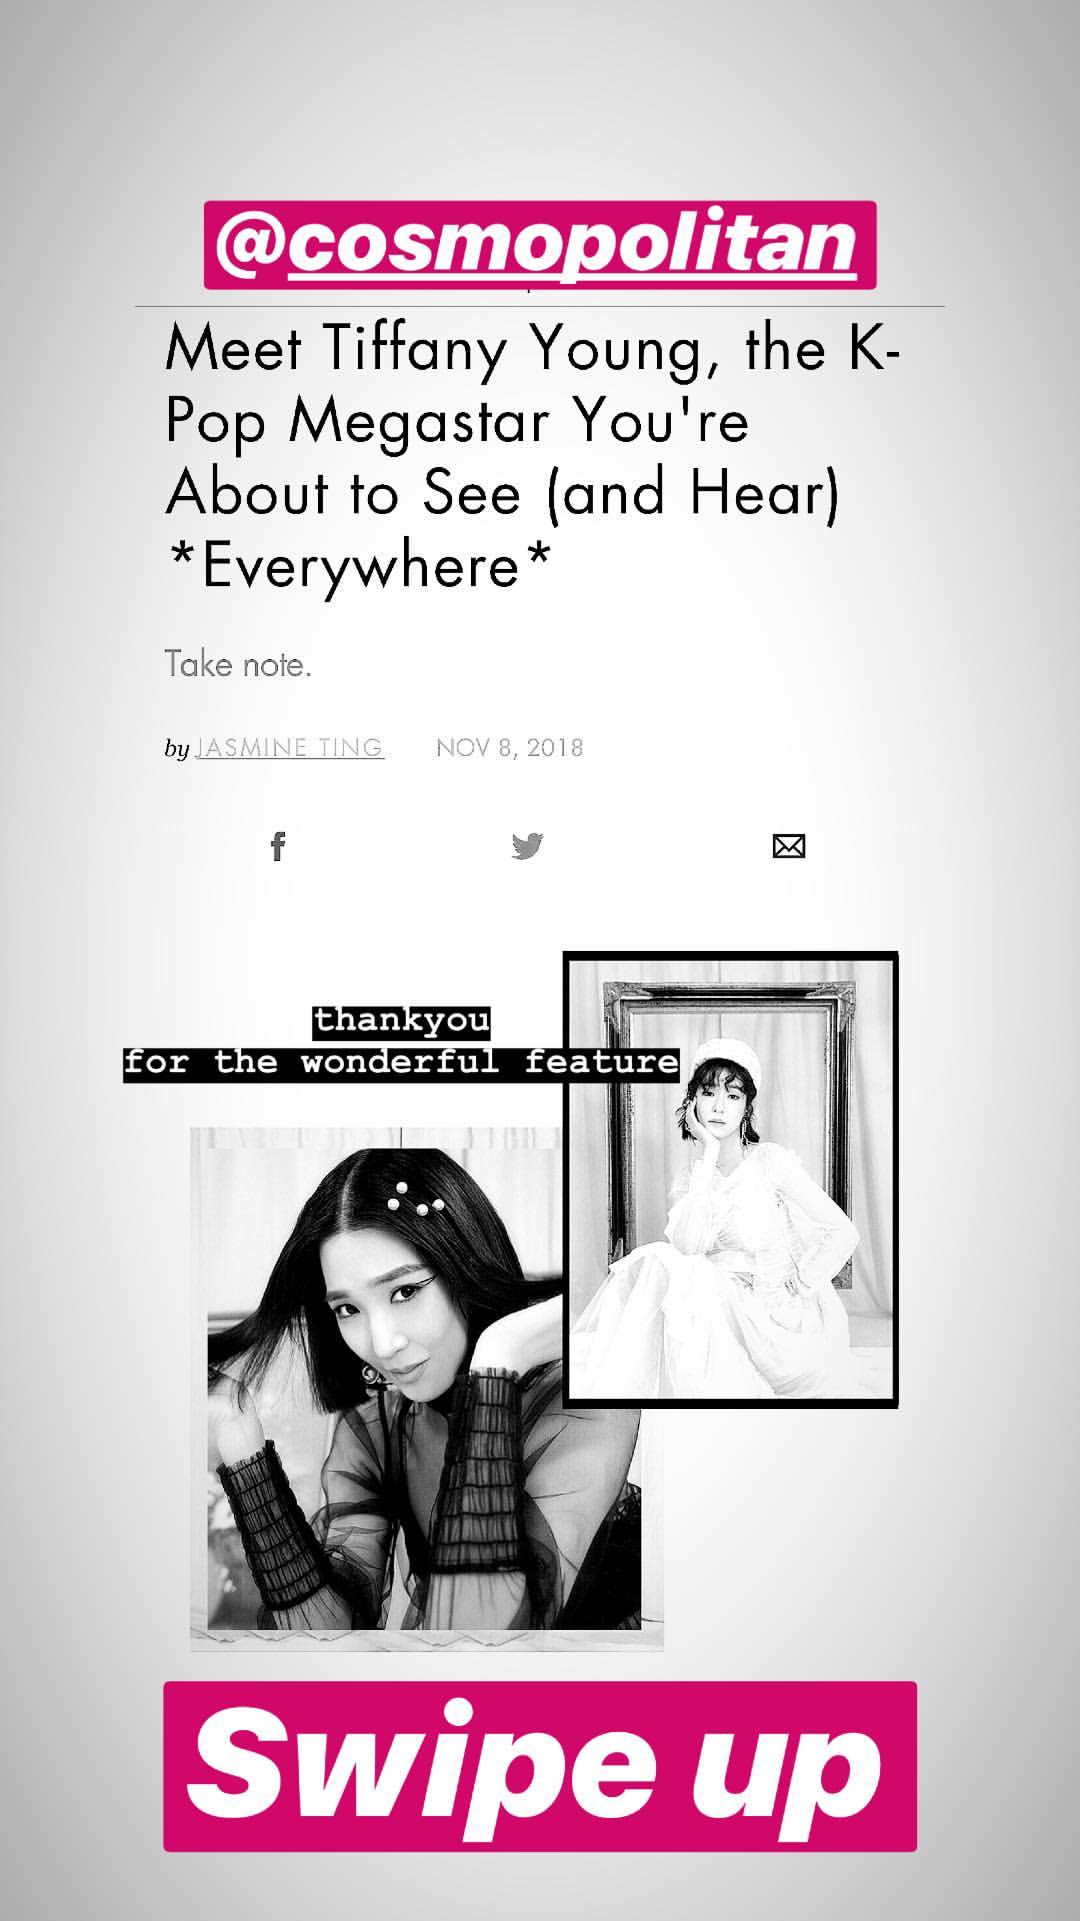 @cosmopolitan
Meet Tiffany Young, the K-
Pop Megastar You're
About to See (and Hear)
*Everywhere*
Take note.
by JASMINE TING NOV 8, 2018
thankyou
for the wonderful feature
Swipe up